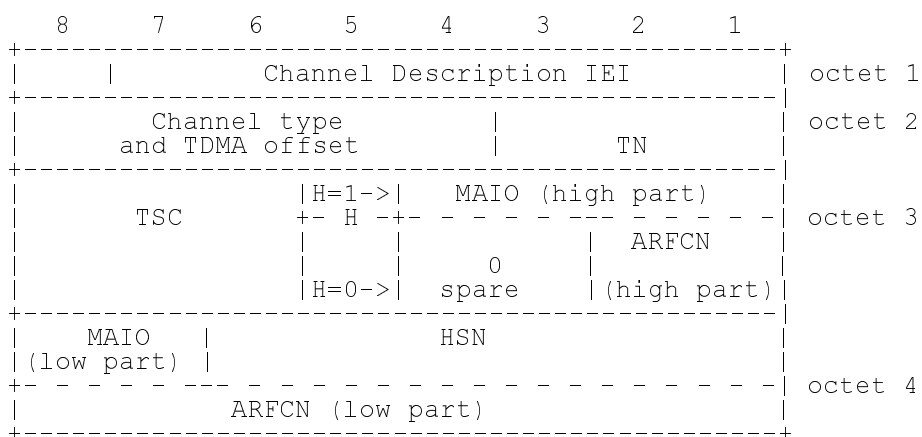 8 7 6 5 4 3 2 1
Channel Description IEI octet 1
Channel type octet 2
and TDMA offset TN
H=1-> MAIO (high part)
TSC H octet 3
ARFCN
0
H=0-> spare (high part)
MAIO HSN
(low part)
octet 4
ARFCN (low part)